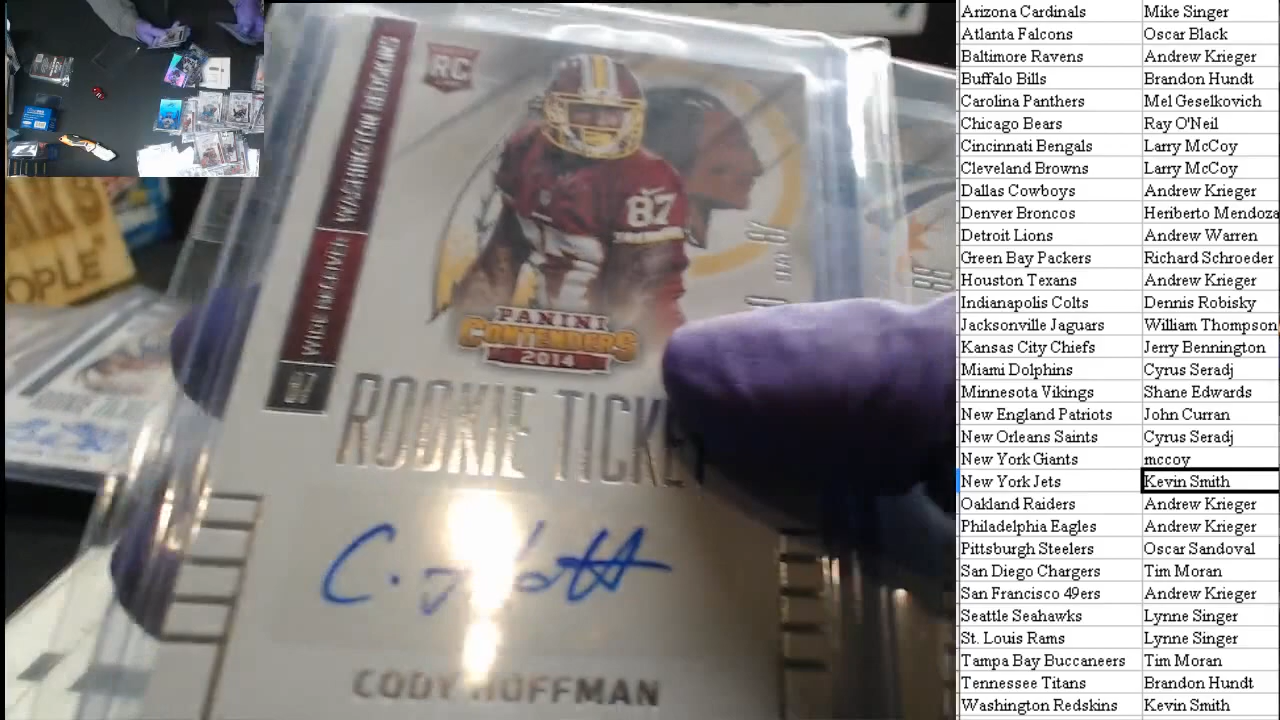 RC
WASHINGTON REDSKINS
WIDE RECEIVER
87
87
PANINI
CONTENDERS
2014
ROOKIE TICKET
CODY HOFFMAN
OPLE
Arizona Cardinals Mike Singer
Atlanta Falcons Oscar Black
Baltimore Ravens Andrew Krieger
Buffalo Bills Brandon Hundt
Carolina Panthers Mel Geselkovich
Chicago Bears Ray O'Neil
Cincinnati Bengals Larry McCoy
Cleveland Browns Larry McCoy
Dallas Cowboys Andrew Krieger
Denver Broncos Heriberto Mendoza
Detroit Lions Andrew Warren
Green Bay Packers Richard Schroeder
Houston Texans Andrew Krieger
Indianapolis Colts Dennis Robisky
Jacksonville Jaguars William Thompson
Kansas City Chiefs Jerry Bennington
Miami Dolphins Cyrus Seradj
Minnesota Vikings Shane Edwards
New England Patriots John Curran
New Orleans Saints Cyrus Seradj
New York Giants mccoy
New York Jets Kevin Smith
Oakland Raiders Andrew Krieger
Philadelphia Eagles Andrew Krieger
Pittsburgh Steelers Oscar Sandoval
San Diego Chargers Tim Moran
San Francisco 49ers Andrew Krieger
Seattle Seahawks Lynne Singer
St. Louis Rams Lynne Singer
Tampa Bay Buccaneers Tim Moran
Tennessee Titans Brandon Hundt
Washington Redskins Kevin Smith